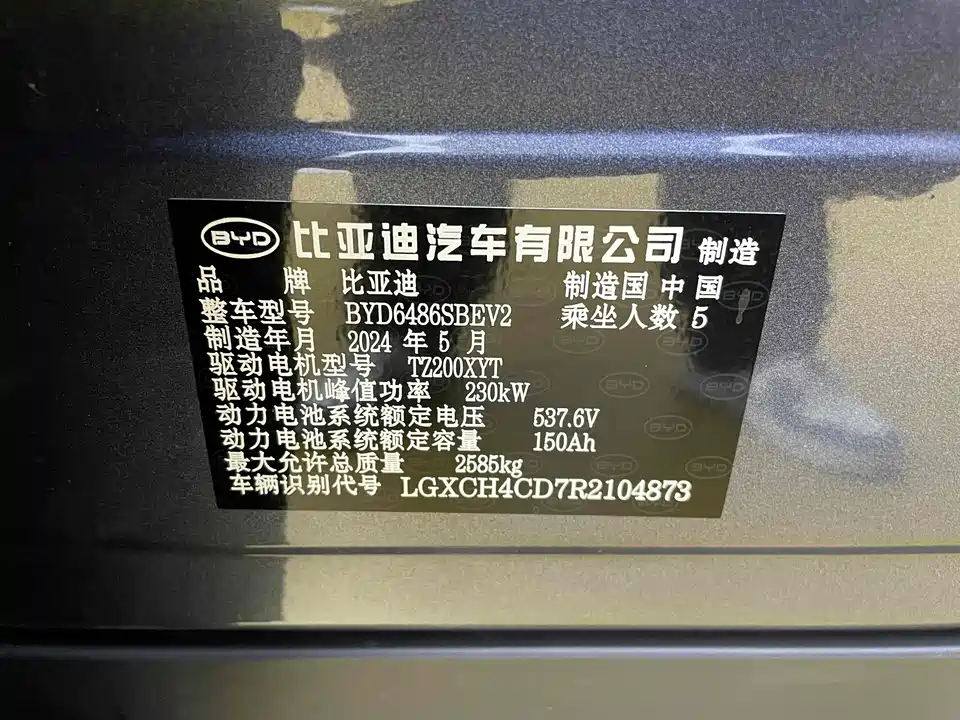 BYD 比亚迪汽车有限公司 制造
品 牌 比亚迪 制造国 中国
整车型号 BYD6486SBEV2 乘坐人数 5
制造年月 2024 年 5 月
驱动电机型号 TZ200XYT
驱动电机峰值功率 230kW
动力电池系统额定电压 537.6V
动力电池系统额定容量 150Ah
最大允许总质量 2585kg
车辆识别代号 LGXCH4CD7R2104873